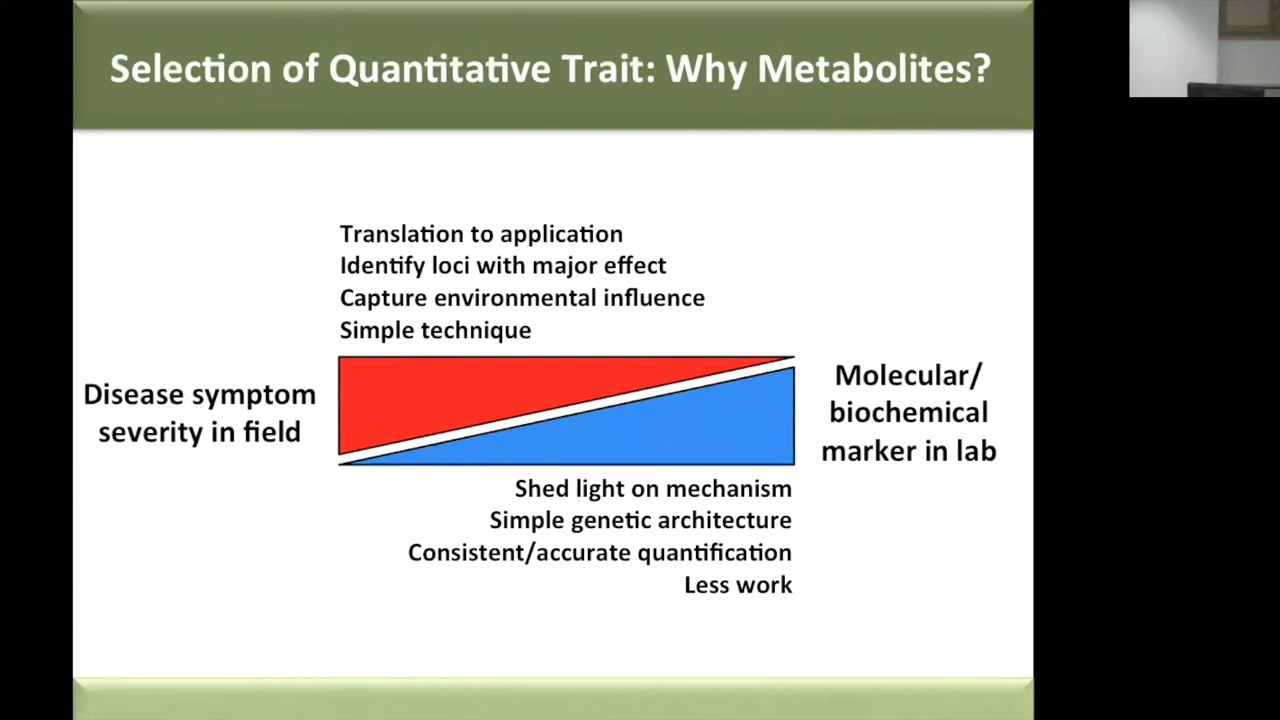 Selection of Quantitative Trait: Why Metabolites?
Translation to application
Identify loci with major effect
Capture environmental influence
Simple technique
Disease symptom
severity in field
Molecular/
biochemical
marker in lab
Shed light on mechanism
Simple genetic architecture
Consistent/accurate quantification
Less work